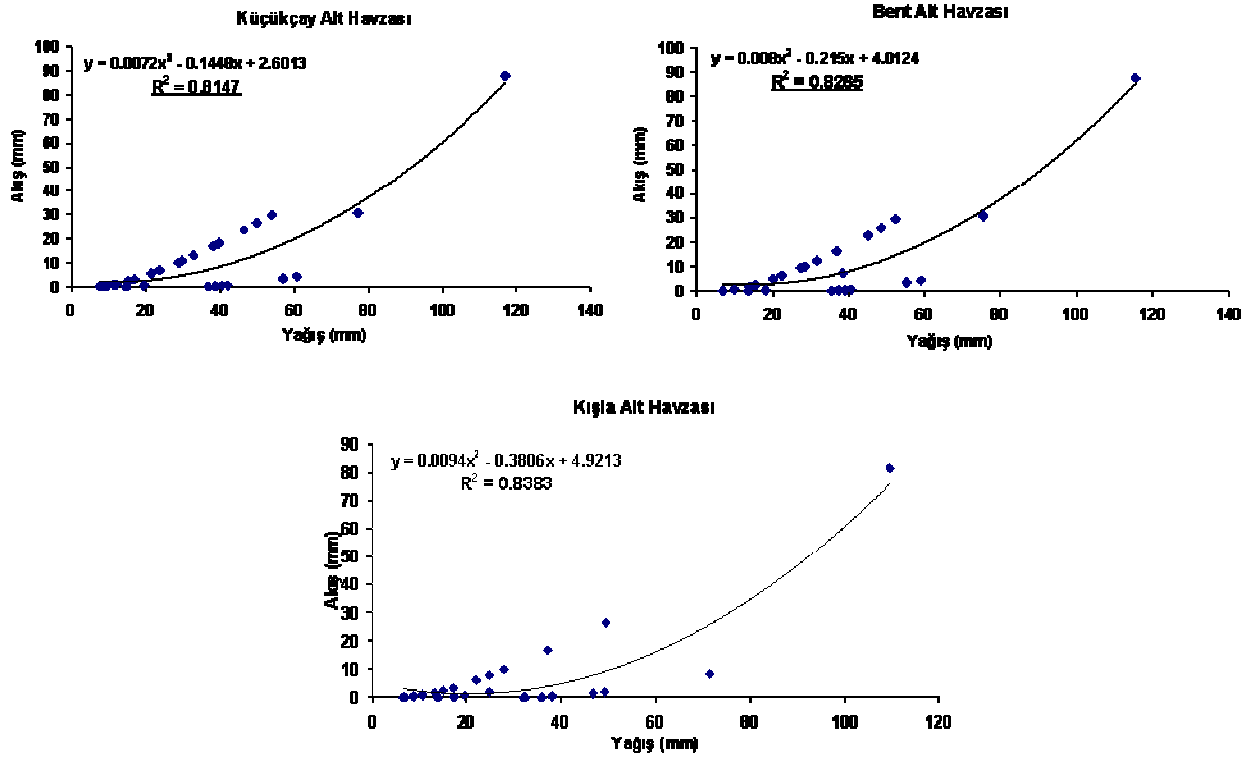 Küçükçay Alt Havzası
y = 0.0072x² - 0.1448x + 2.6013
R² = 0.8147
Akış (mm)
100
90
80
70
60
50
40
30
20
10
0
0 20 40 60 80 100 120 140
Yağış (mm)
Bent Alt Havzası
y = 0.008x² - 0.215x + 4.0124
R² = 0.8285
Akış (mm)
100
90
80
70
60
50
40
30
20
10
0
0 20 40 60 80 100 120 140
Yağış (mm)
Kışla Alt Havzası
y = 0.0094x² - 0.3806x + 4.9213
R² = 0.8383
Akış (mm)
90
80
70
60
50
40
30
20
10
0
0 20 40 60 80 100 120
Yağış (mm)